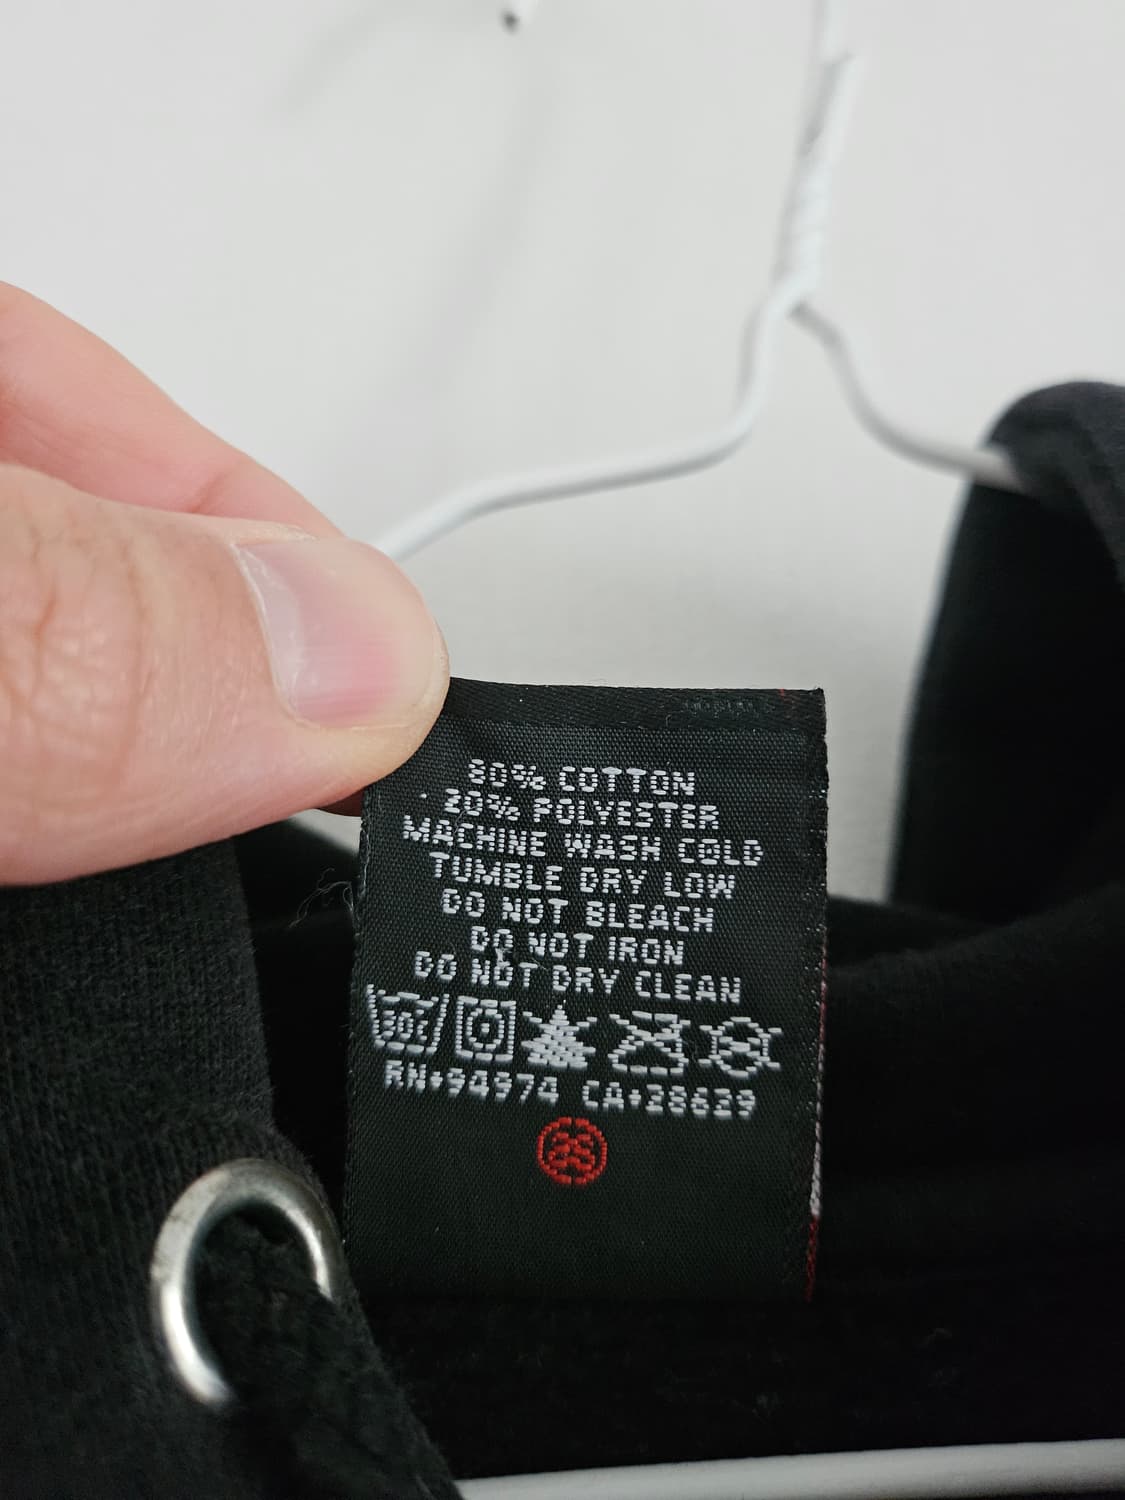 80% COTTON
20% POLYESTER
MACHINE WASH COLD
TUMBLE DRY LOW
DO NOT BLEACH
DO NOT IRON
DO NOT DRY CLEAN
RN#94974 CA#28629